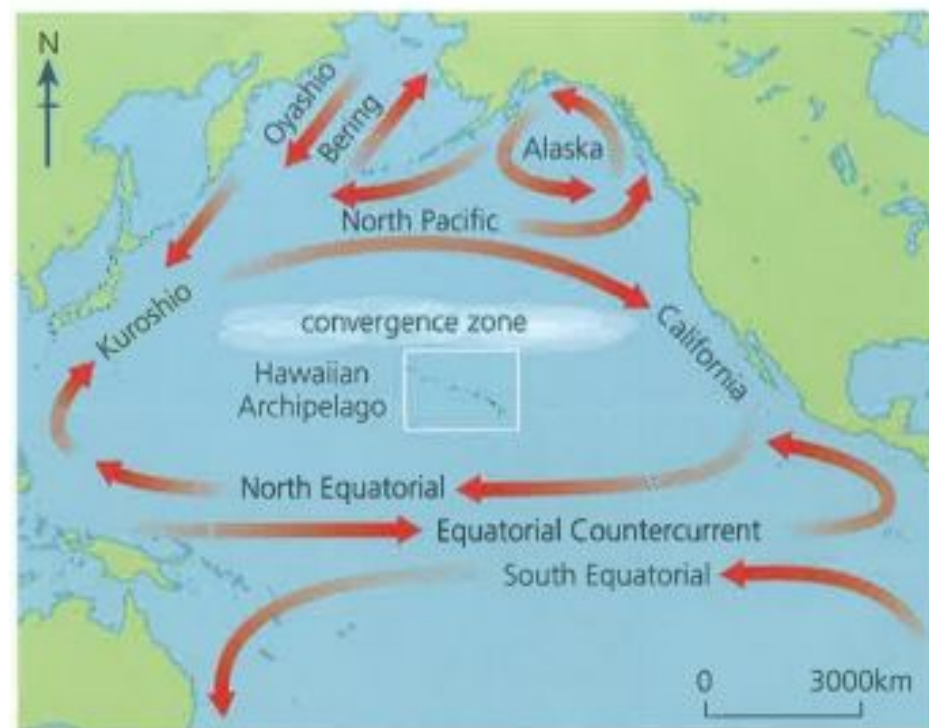 N
Oyashio
Bering
Alaska
North Pacific
Kuroshio
convergence zone
California
Hawaiian
Archipelago
North Equatorial
Equatorial Countercurrent
South Equatorial
0 3000km